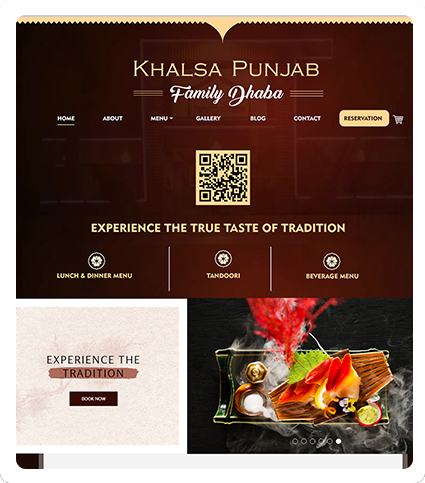 KHALSA PUNJAB
Family Dhaba
HOME ABOUT MENU GALLERY BLOG CONTACT RESERVATION
EXPERIENCE THE TRUE TASTE OF TRADITION
LUNCH & DINNER MENU TANDOORI BEVERAGE MENU
EXPERIENCE THE
TRADITION
BOOK NOW